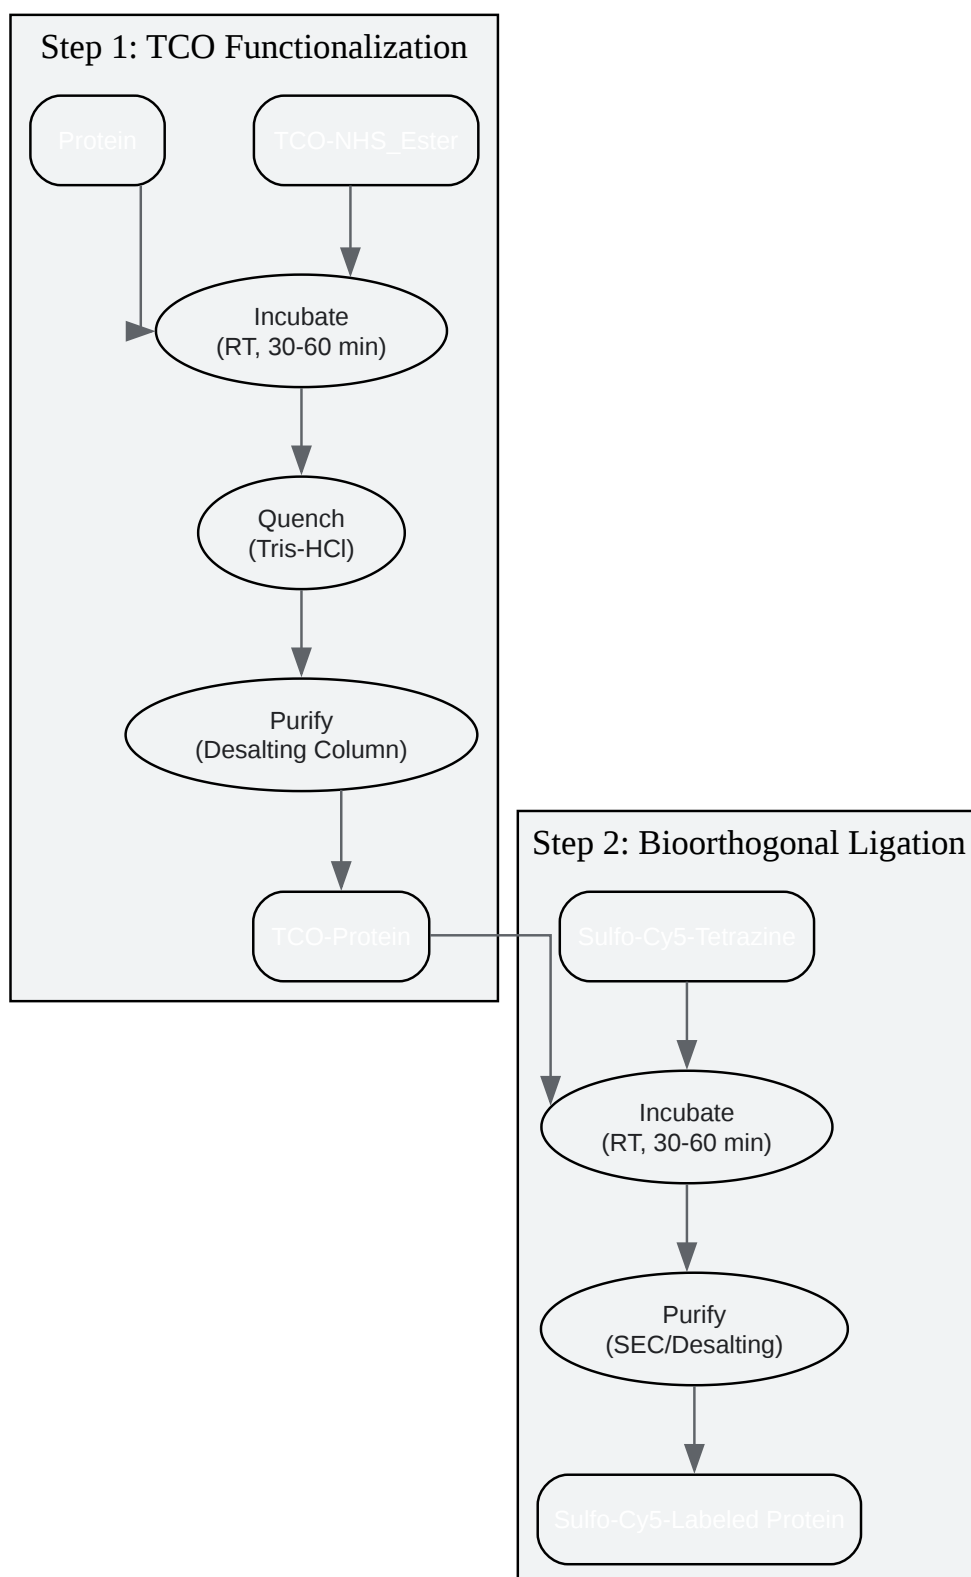 Step 1: TCO Functionalization
Protein
TCO-NHS_Ester
Incubate
(RT, 30-60 min)
Quench
(Tris-HCl)
Purify
(Desalting Column)
TCO-Protein
Step 2: Bioorthogonal Ligation
Sulfo-Cy5-Tetrazine
Incubate
(RT, 30-60 min)
Purify
(SEC/Desalting)
Sulfo-Cy5-Labeled Protein